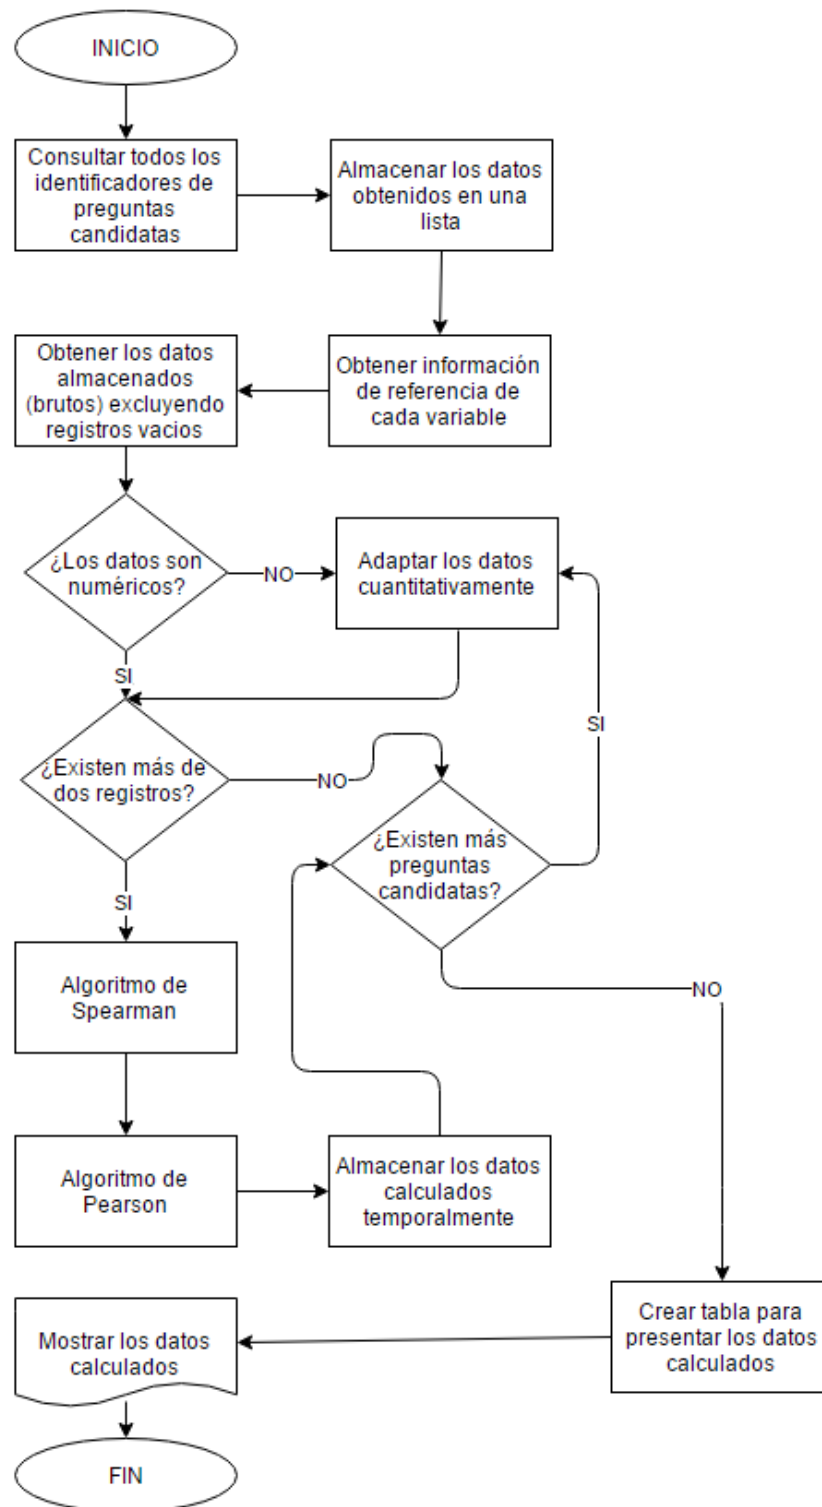 INICIO
Consultar todos los
identificadores de
preguntas
candidatas
Almacenar los datos
obtenidos en una
lista
Obtener los datos
almacenados
(brutos) excluyendo
registros vacios
Obtener información
de referencia de
cada variable
¿Los datos son
numéricos?
NO
Adaptar los datos
cuantitativamente
SI
SI
¿Existen más de
dos registros?
NO
¿Existen más
preguntas
candidatas?
SI
Algoritmo de
Spearman
NO
Algoritmo de
Pearson
Almacenar los datos
calculados
temporalmente
Mostrar los datos
calculados
Crear tabla para
presentar los datos
calculados
FIN